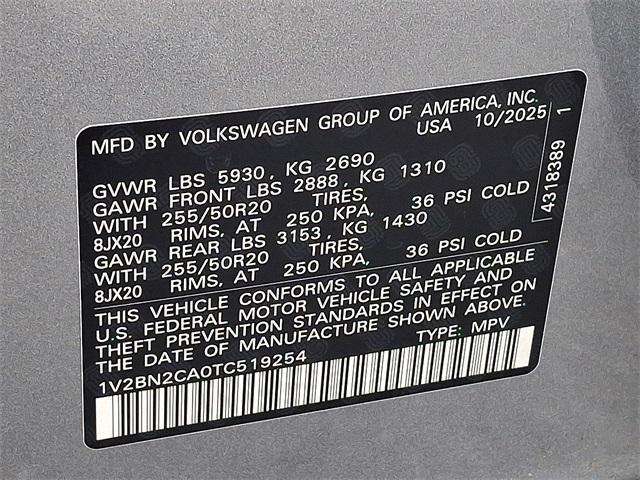 MFD BY VOLKSWAGEN GROUP OF AMERICA, INC.
USA 10/2025
GVWR LBS 5930, KG 2690
GAWR FRONT LBS 2888, KG 1310
WITH 255/50R20 TIRES,
8JX20 RIMS, AT 250 KPA, 36 PSI COLD
GAWR REAR LBS 3153, KG 1430
WITH 255/50R20 TIRES,
8JX20 RIMS, AT 250 KPA, 36 PSI COLD
THIS VEHICLE CONFORMS TO ALL APPLICABLE
U.S. FEDERAL MOTOR VEHICLE SAFETY AND
THEFT PREVENTION STANDARDS IN EFFECT ON
THE DATE OF MANUFACTURE SHOWN ABOVE.
1V2BN2CA0TC519254 TYPE: MPV
4318389 1